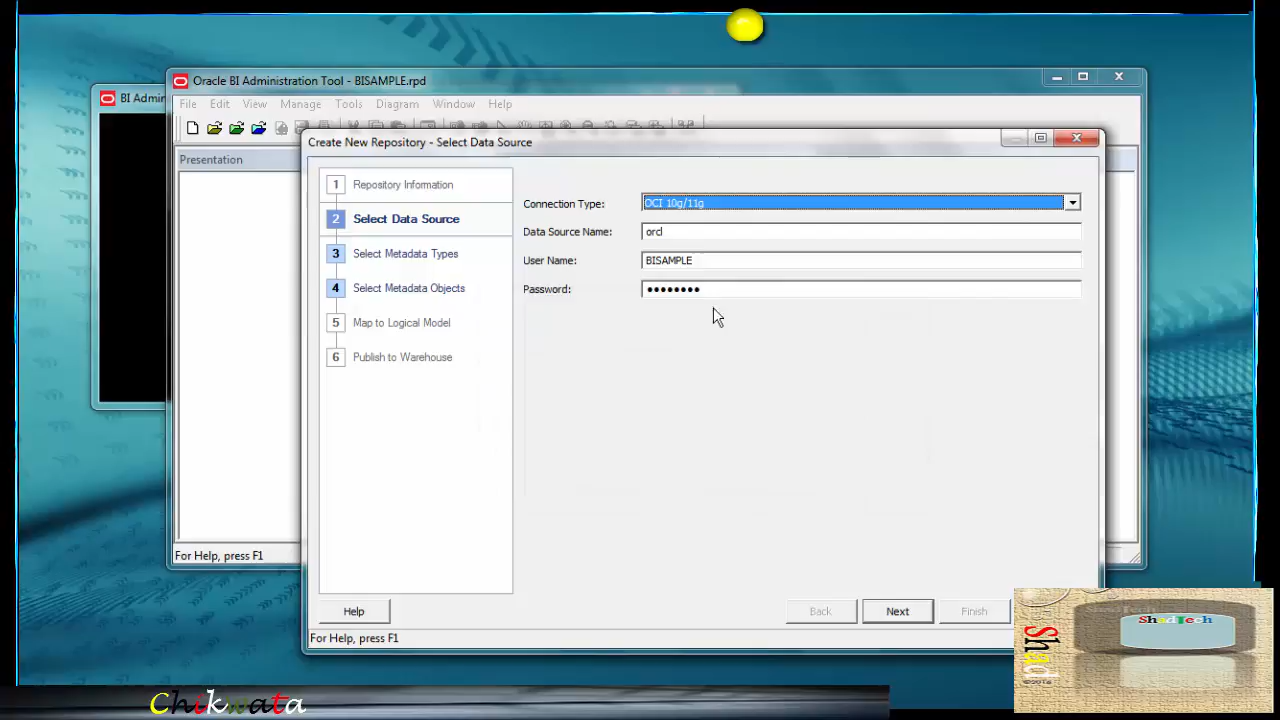 Oracle BI Administration Tool - BISAMPLE.rpd
BI Admin
File Edit View Manage Tools Diagram Window Help
Create New Repository - Select Data Source
Presentation
1 Repository Information
2 Select Data Source
3 Select Metadata Types
4 Select Metadata Objects
5 Map to Logical Model
6 Publish to Warehouse
Connection Type: OCI 10g/11g
Data Source Name: orcl
User Name: BISAMPLE
Password: ••••••••
For Help, press F1
Help Back Next Finish
For Help, press F1
ShadTech
ShadTech
Shad
Chikwata